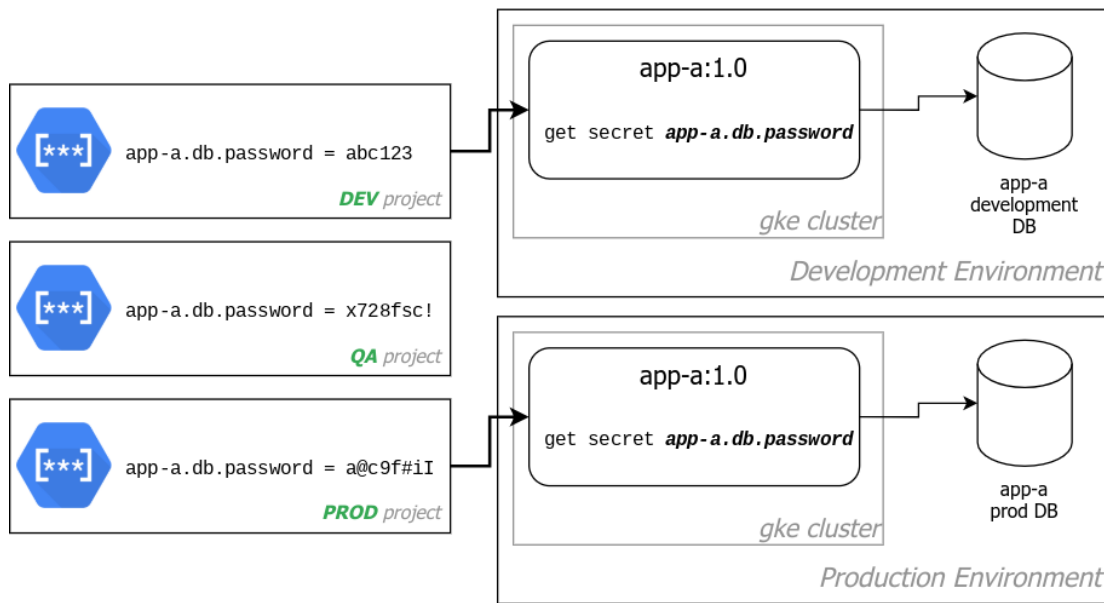 [***]
app-a.db.password = abc123
DEV project
[***]
app-a.db.password = x728fsc!
QA project
[***]
app-a.db.password = a@c9f#iI
PROD project
app-a:1.0
get secret app-a.db.password
gke cluster
app-a
development
DB
Development Environment
app-a:1.0
get secret app-a.db.password
gke cluster
app-a
prod DB
Production Environment